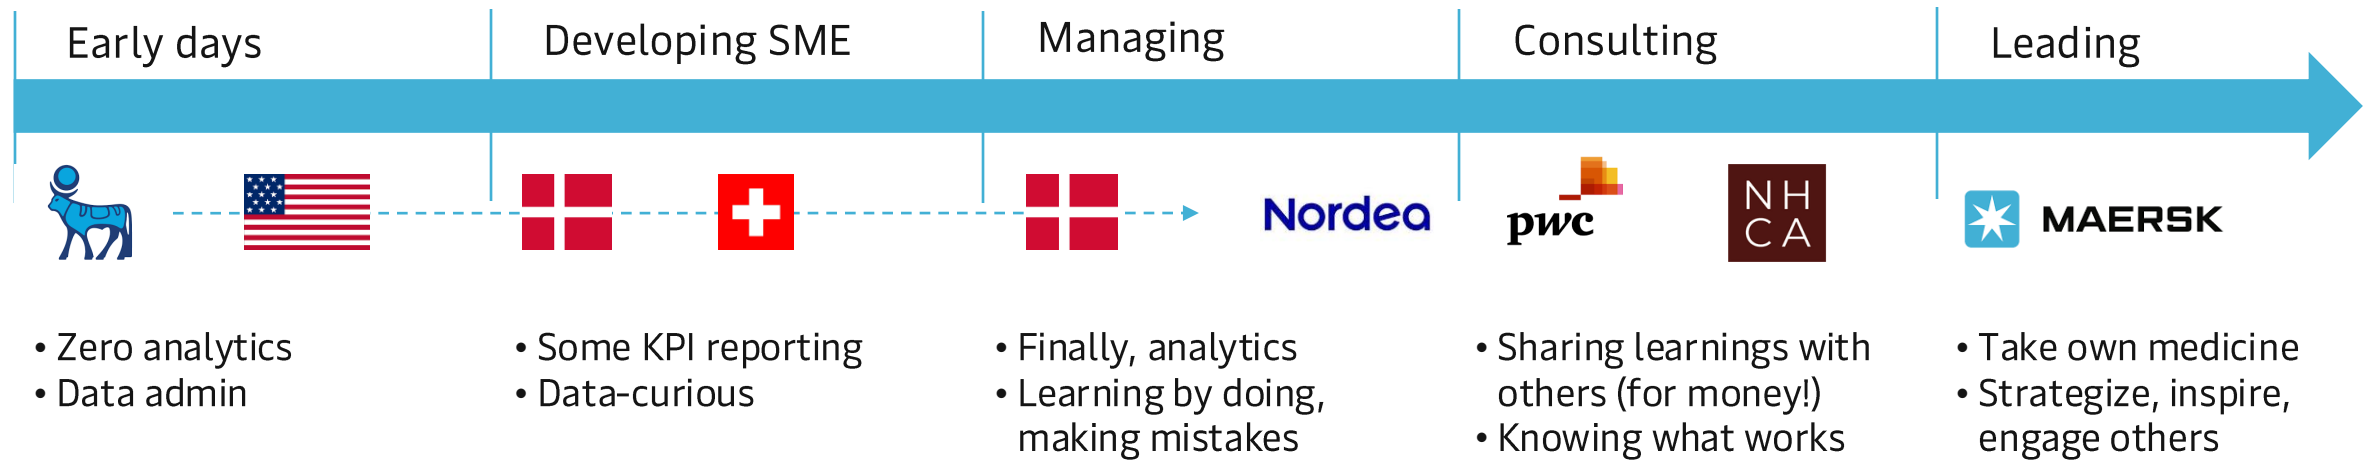 Early days
Developing SME
Managing
Consulting
Leading
Nordea
pwc
NH
CA
MAERSK
• Zero analytics
• Data admin
• Some KPI reporting
• Data-curious
• Finally, analytics
• Learning by doing,
making mistakes
• Sharing learnings with
others (for money!)
• Knowing what works
• Take own medicine
• Strategize, inspire,
engage others